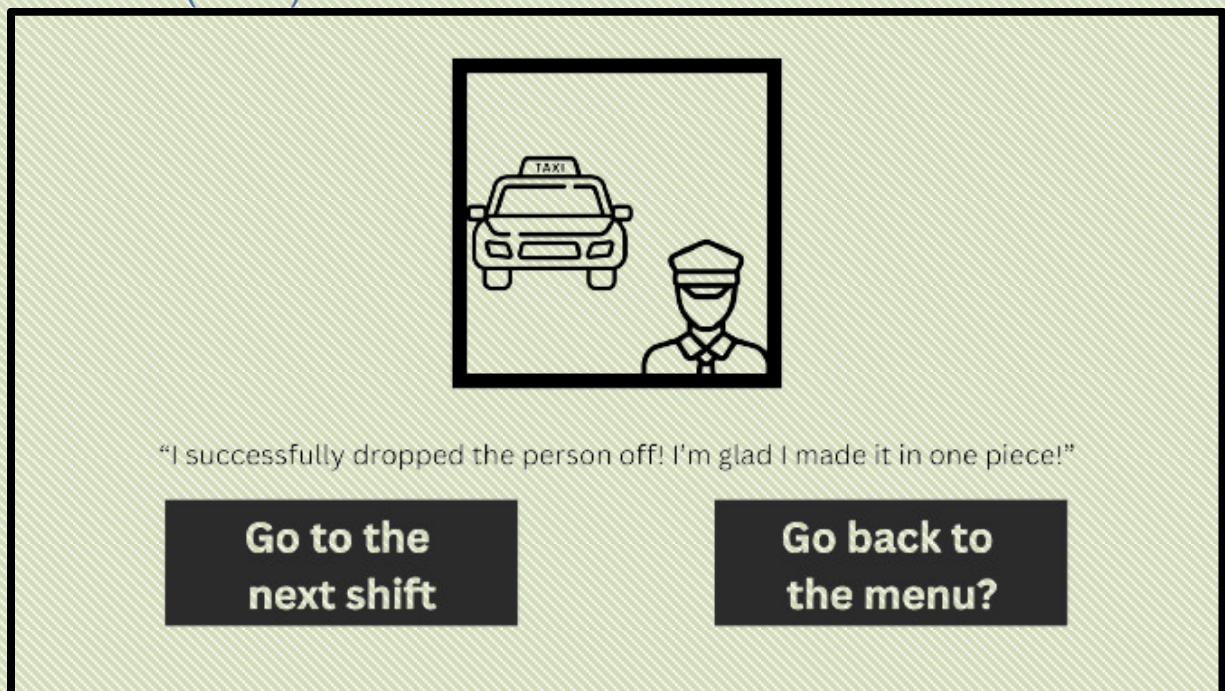 TAXI
“I successfully dropped the person off! I’m glad I made it in one piece!”
Go to the
next shift
Go back to
the menu?